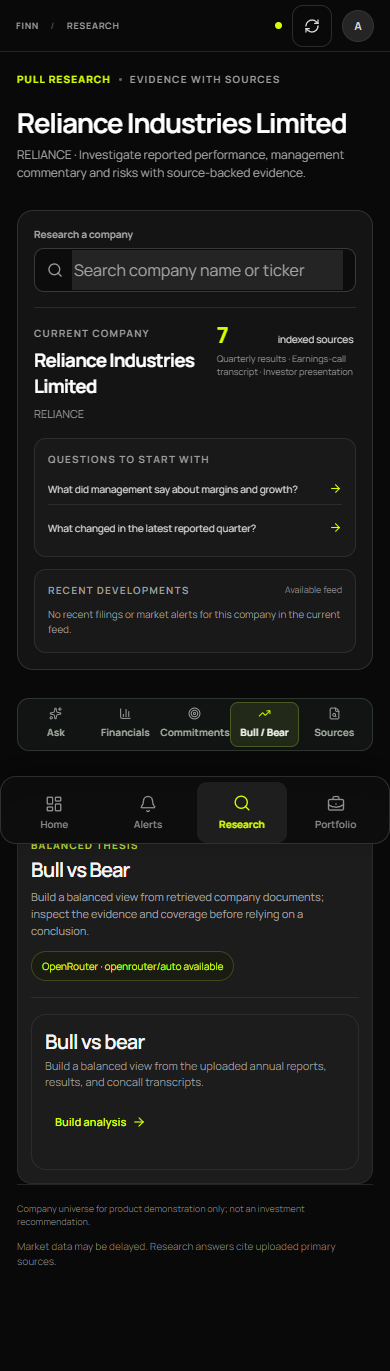 FINN / RESEARCH
A
PULL RESEARCH • EVIDENCE WITH SOURCES
Reliance Industries Limited
RELIANCE · Investigate reported performance, management
commentary and risks with source-backed evidence.
Research a company
Search company name or ticker
CURRENT COMPANY
Reliance Industries
Limited
RELIANCE
7 indexed sources
Quarterly results · Earnings-call
transcript · Investor presentation
QUESTIONS TO START WITH
What did management say about margins and growth?
What changed in the latest reported quarter?
RECENT DEVELOPMENTS
Available feed
No recent filings or market alerts for this company in the current
feed.
Ask
Financials
Commitments
Bull / Bear
Sources
Home
Alerts
Research
Portfolio
BALANCED THESIS
Bull vs Bear
Build a balanced view from retrieved company documents;
inspect the evidence and coverage before relying on a
conclusion.
OpenRouter · openrouter/auto available
Bull vs bear
Build a balanced view from the uploaded annual reports,
results, and concall transcripts.
Build analysis
Company universe for product demonstration only; not an investment
recommendation.
Market data may be delayed. Research answers cite uploaded primary
sources.